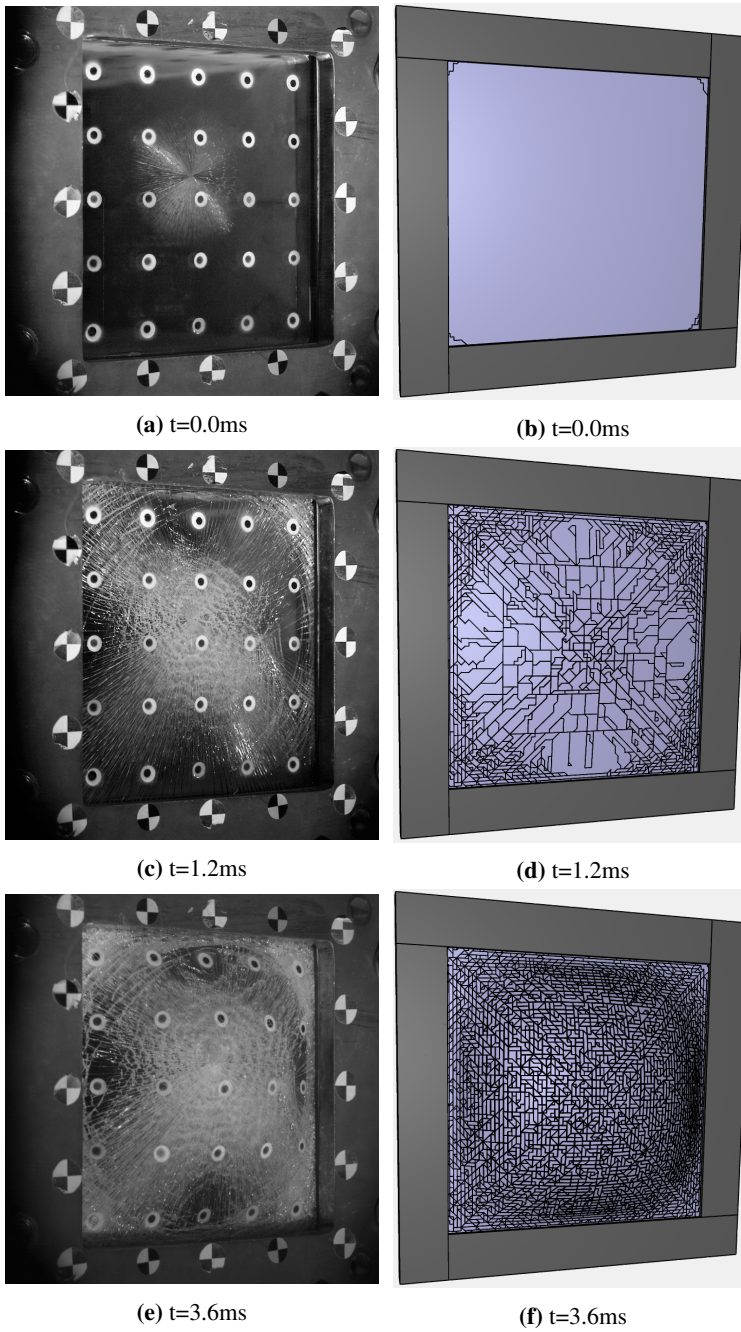 (a) t=0.0ms
(b) t=0.0ms
(c) t=1.2ms
(d) t=1.2ms
(e) t=3.6ms
(f) t=3.6ms